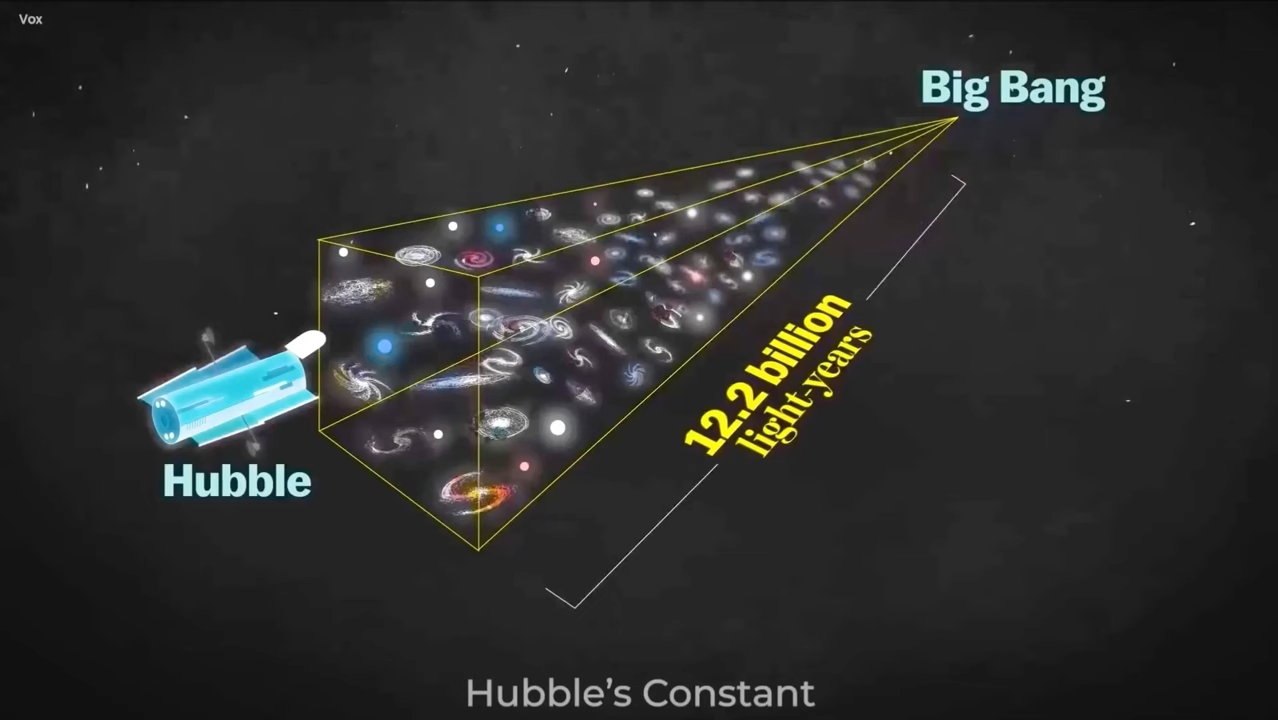 Vox
Big Bang
12.2 billion
light-years
Hubble
Hubble’s Constant